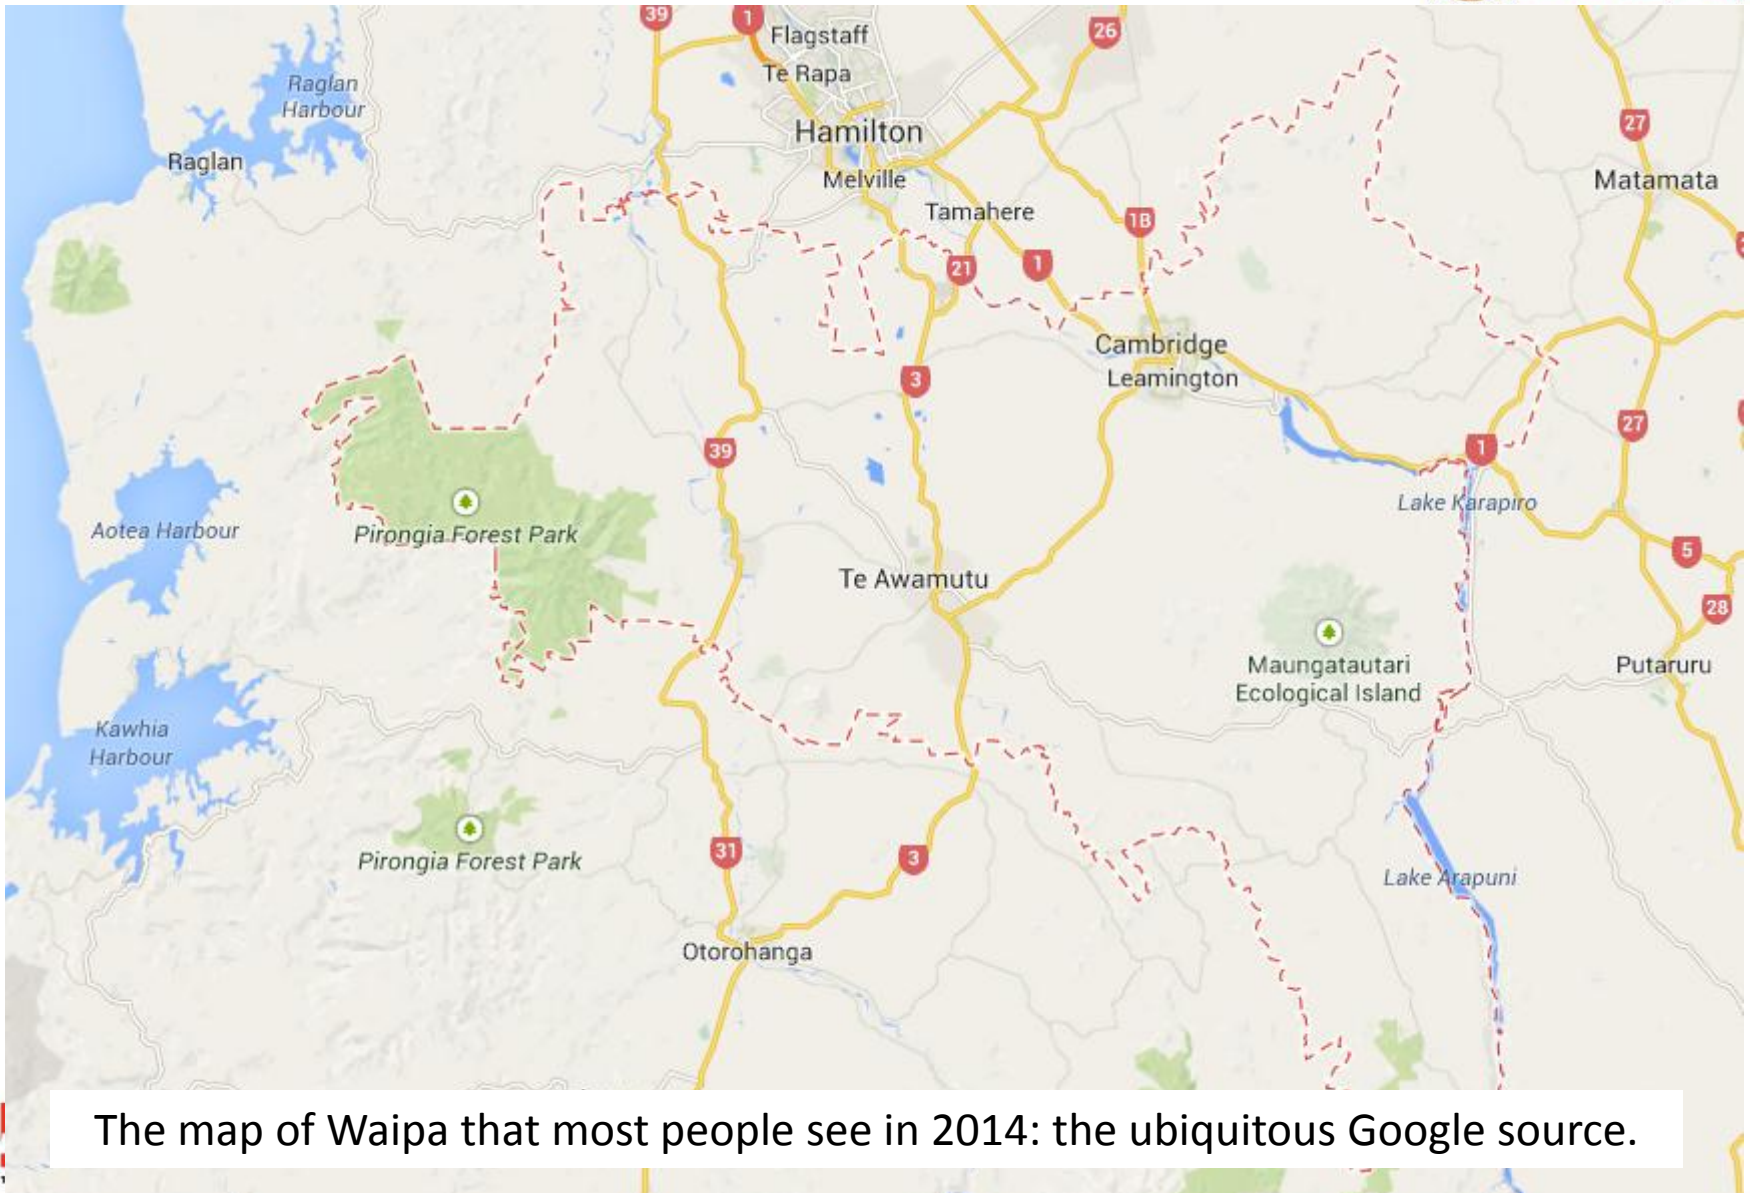 39
1
Flagstaff
26
Te Rapa
Raglan
Harbour
Hamilton
27
Raglan
Melville
Matamata
Tamahere
1B
21
1
Cambridge
3
Leamington
39
27
1
Lake Karapiro
Aotea Harbour
Pirongia Forest Park
5
Te Awamutu
28
Maungatautari
Ecological Island
Putaruru
Kawhia
Harbour
31
3
Pirongia Forest Park
Lake Arapuni
Otorohanga
The map of Waipa that most people see in 2014: the ubiquitous Google source.